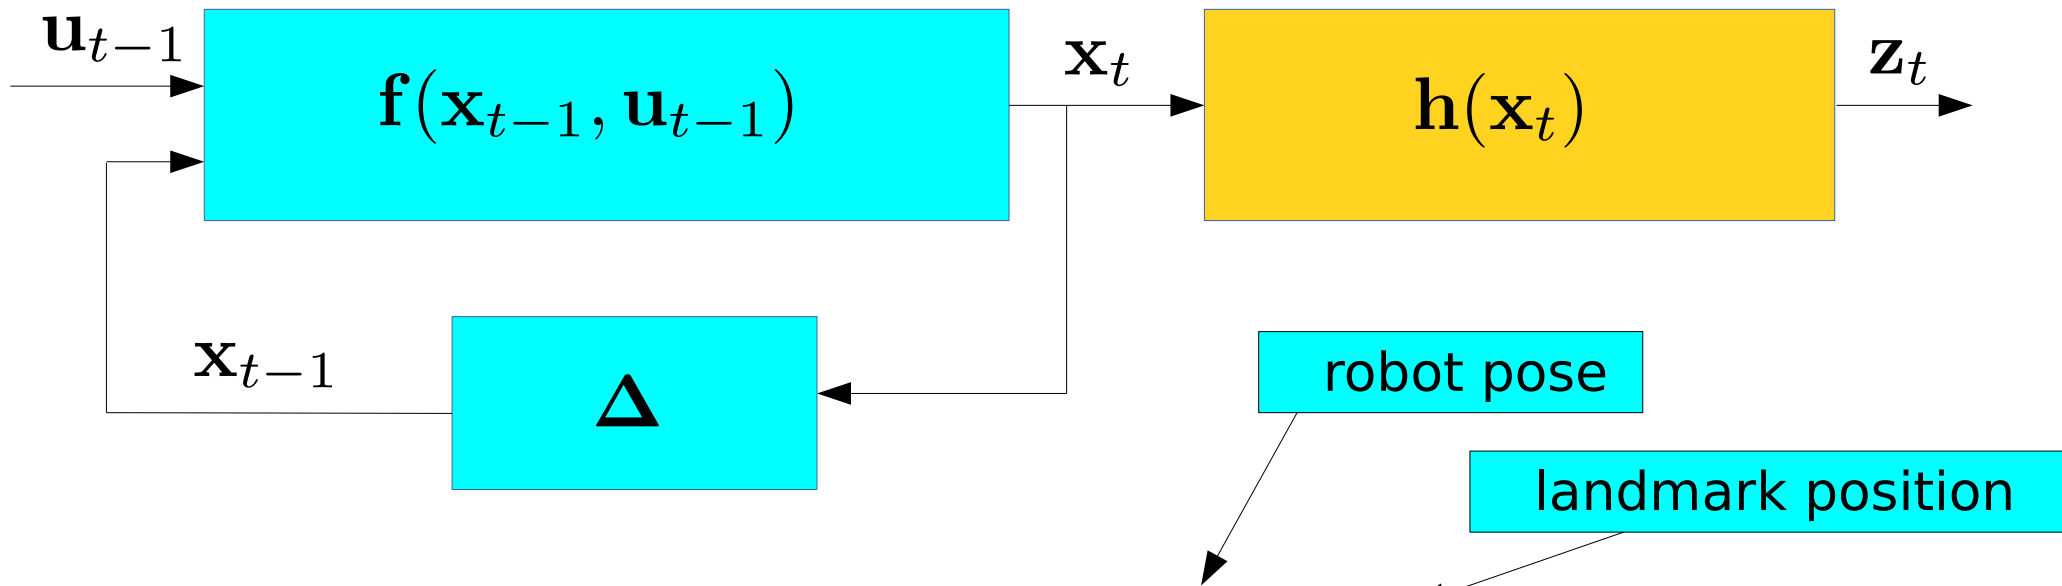 u_{t-1}
f(x_{t-1}, u_{t-1})
x_t
h(x_t)
z_t
x_{t-1}
Δ
robot pose
landmark position